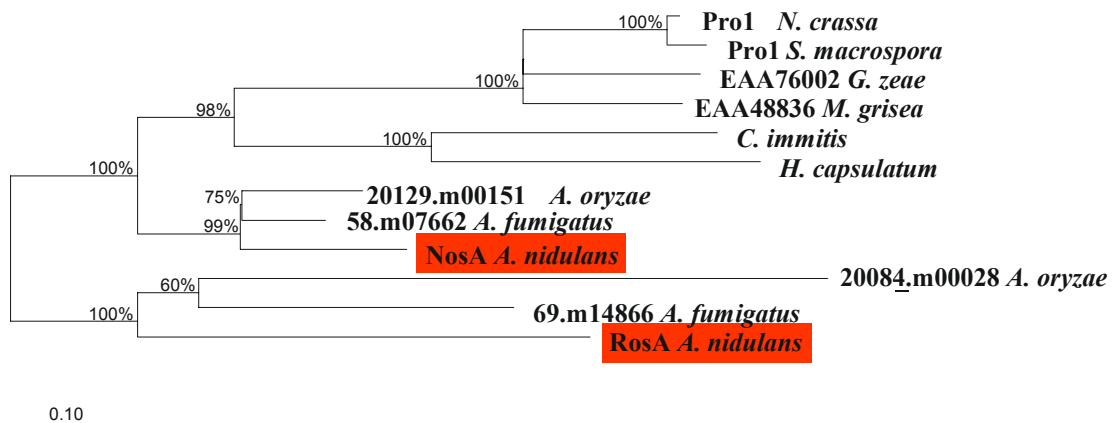 100% Pro1 N. crassa
Pro1 S. macrospora
100% EAA76002 G. zeae
EAA48836 M. grisea
98%
100% C. immitis
H. capsulatum
100%
75% 20129.m00151 A. oryzae
58.m07662 A. fumigatus
99%
NosA A. nidulans
60% 20084.m00028 A. oryzae
69.m14866 A. fumigatus
100%
RosA A. nidulans
0.10